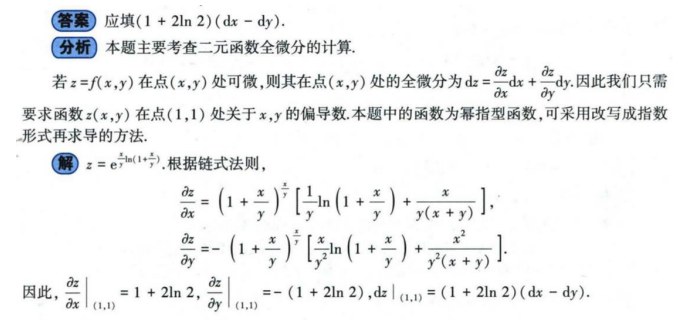 答案 应填(1 + 2ln 2)(dx - dy).
分析 本题主要考查二元函数全微分的计算.
若 z = f(x,y) 在点(x,y) 处可微,则其在点(x,y) 处的全微分为 dz = ∂z/∂x dx + ∂z/∂y dy.因此我们只需
要求函数 z(x,y) 在点(1,1) 处关于 x,y 的偏导数.本题中的函数为幂指型函数,可采用改写成指数
形式再求导的方法.
解 z = e^{x/y ln(1+x/y)}.根据链式法则,
∂z/∂x = (1 + x/y)^{x/y} [1/y ln(1 + x/y) + x/(y(x + y))],
∂z/∂y = - (1 + x/y)^{x/y} [x/y² ln(1 + x/y) + x²/(y²(x + y))].
因此, ∂z/∂x |(1,1) = 1 + 2ln 2, ∂z/∂y |(1,1) = - (1 + 2ln 2), dz |(1,1) = (1 + 2ln 2)(dx - dy).